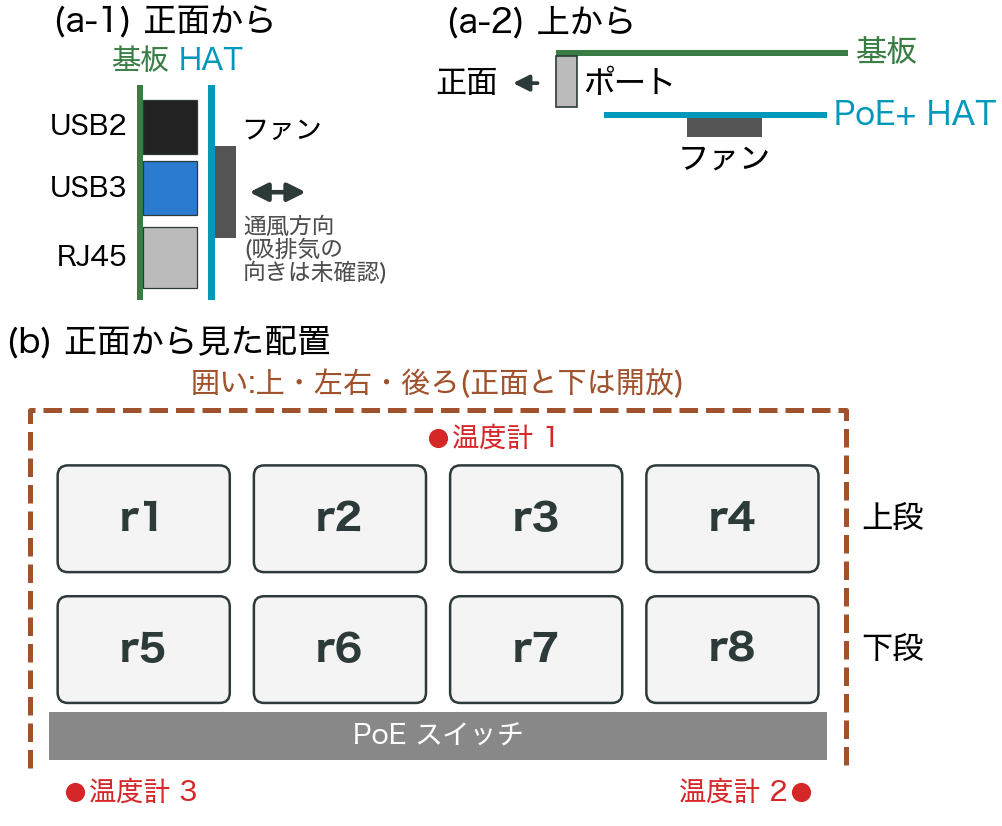 (a-1) 正面から
基板 HAT
USB2
USB3
RJ45
ファン
通風方向
(吸排気の
向きは未確認)
(a-2) 上から
基板
正面
ポート
PoE+ HAT
ファン
(b) 正面から見た配置
囲い:上・左右・後ろ(正面と下は開放)
温度計 1
r1 r2 r3 r4
上段
r5 r6 r7 r8
下段
PoE スイッチ
温度計 3
温度計 2